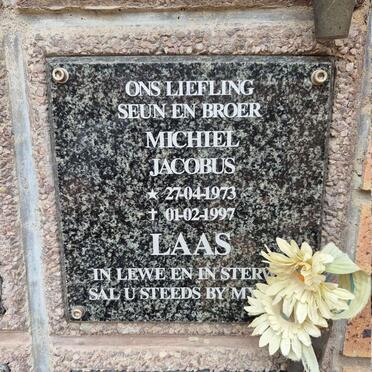 ONS LIEFLING
SEUN EN BROER
MICHIEL
JACOBUS
★ 27-04-1973
† 01-02-1997
LAAS
IN LEWE EN IN STERW
SAL U STEEDS BY M